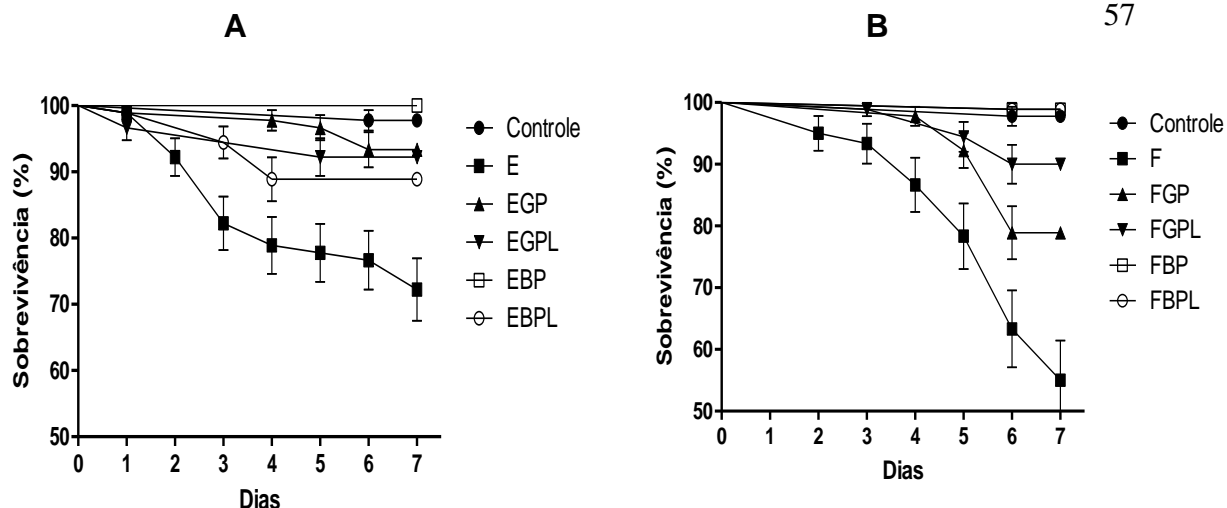 57
A
Sobrevivência (%)
100
90
80
70
60
50
0 1 2 3 4 5 6 7
Dias
Controle
E
EGP
EGPL
EBP
EBPL
B
Sobrevivência (%)
100
90
80
70
60
50
0 1 2 3 4 5 6 7
Dias
Controle
F
FGP
FGPL
FBP
FBPL